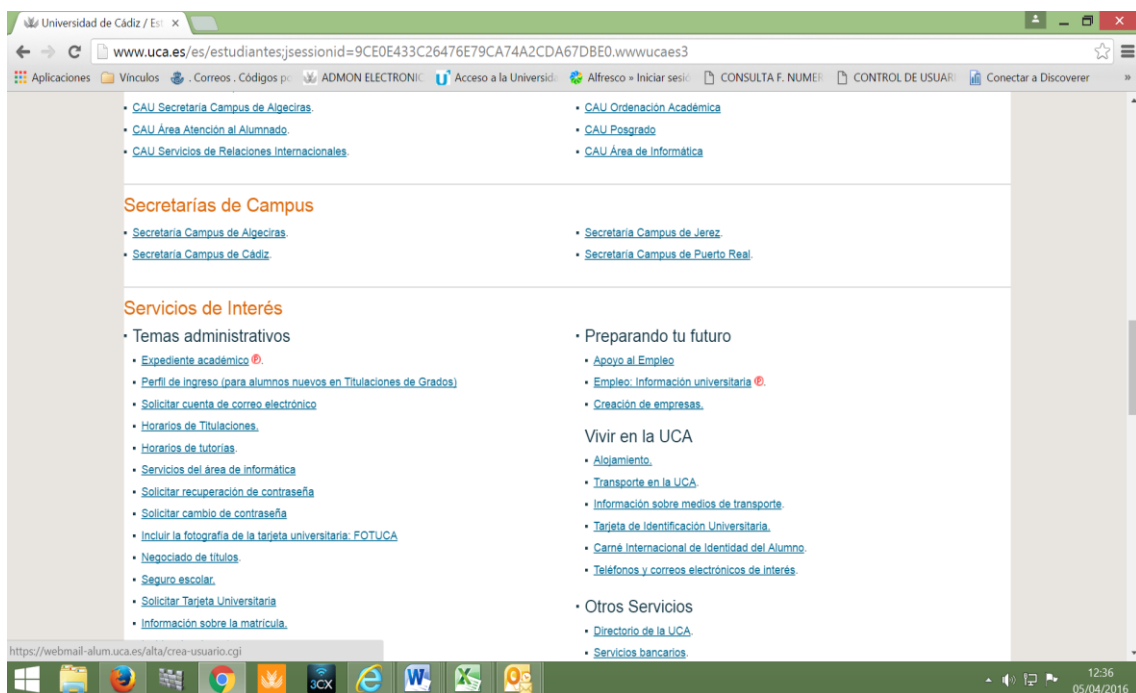 Universidad de Cádiz / Est
www.uca.es/es/estudiantes;jsessionid=9CE0E433C26476E79CA74A2CDA67DBE0.wwwucaes3
Aplicaciones Vínculos . Correos . Códigos po ADMON ELECTRONIC Acceso a la Universida Alfresco » Iniciar sesió CONSULTA F. NUMER CONTROL DE USUARI Conectar a Discoverer »
CAU Secretaría Campus de Algeciras.
CAU Área Atención al Alumnado.
CAU Servicios de Relaciones Internacionales.
CAU Ordenación Académica
CAU Posgrado
CAU Área de Informática
Secretarías de Campus
Secretaría Campus de Algeciras.
Secretaría Campus de Cádiz.
Secretaría Campus de Jerez.
Secretaría Campus de Puerto Real.
Servicios de Interés
Temas administrativos
Expediente académico ℗.
Perfil de ingreso (para alumnos nuevos en Titulaciones de Grados)
Solicitar cuenta de correo electrónico
Horarios de Titulaciones.
Horarios de tutorías.
Servicios del área de informática
Solicitar recuperación de contraseña
Solicitar cambio de contraseña
Incluir la fotografía de la tarjeta universitaria: FOTUCA
Negociado de títulos.
Seguro escolar.
Solicitar Tarjeta Universitaria
Información sobre la matrícula.
Preparando tu futuro
Apoyo al Empleo
Empleo: Información universitaria ℗.
Creación de empresas.
Vivir en la UCA
Alojamiento.
Transporte en la UCA.
Información sobre medios de transporte.
Tarjeta de Identificación Universitaria.
Carné Internacional de Identidad del Alumno.
Teléfonos y correos electrónicos de interés.
Otros Servicios
Directorio de la UCA.
Servicios bancarios.
https://webmail-alum.uca.es/alta/crea-usuario.cgi
3CX
12:36
05/04/2016